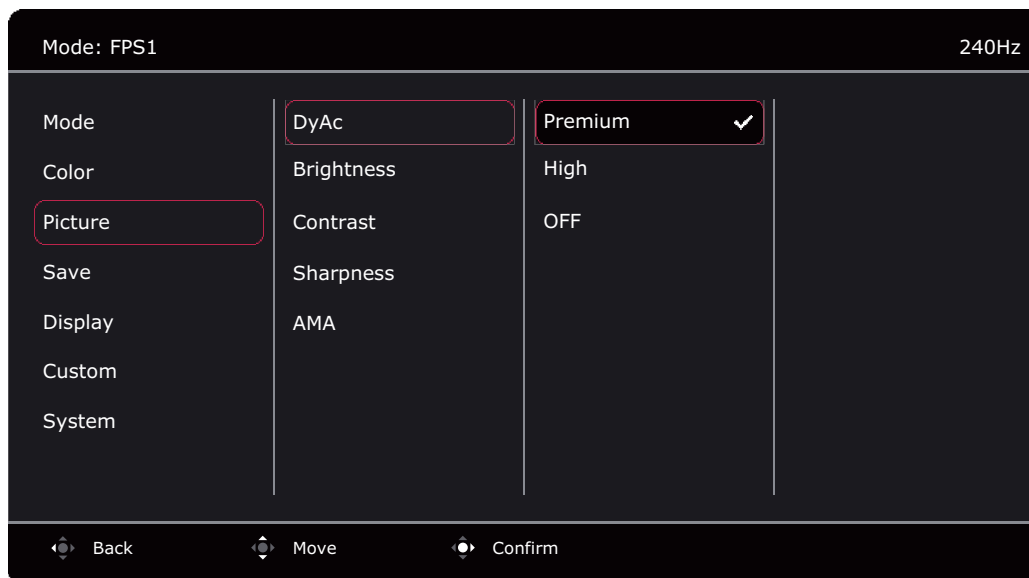 Mode: FPS1 240Hz
Mode
Color
Picture
Save
Display
Custom
System
DyAc
Brightness
Contrast
Sharpness
AMA
Premium
High
OFF
Back Move Confirm